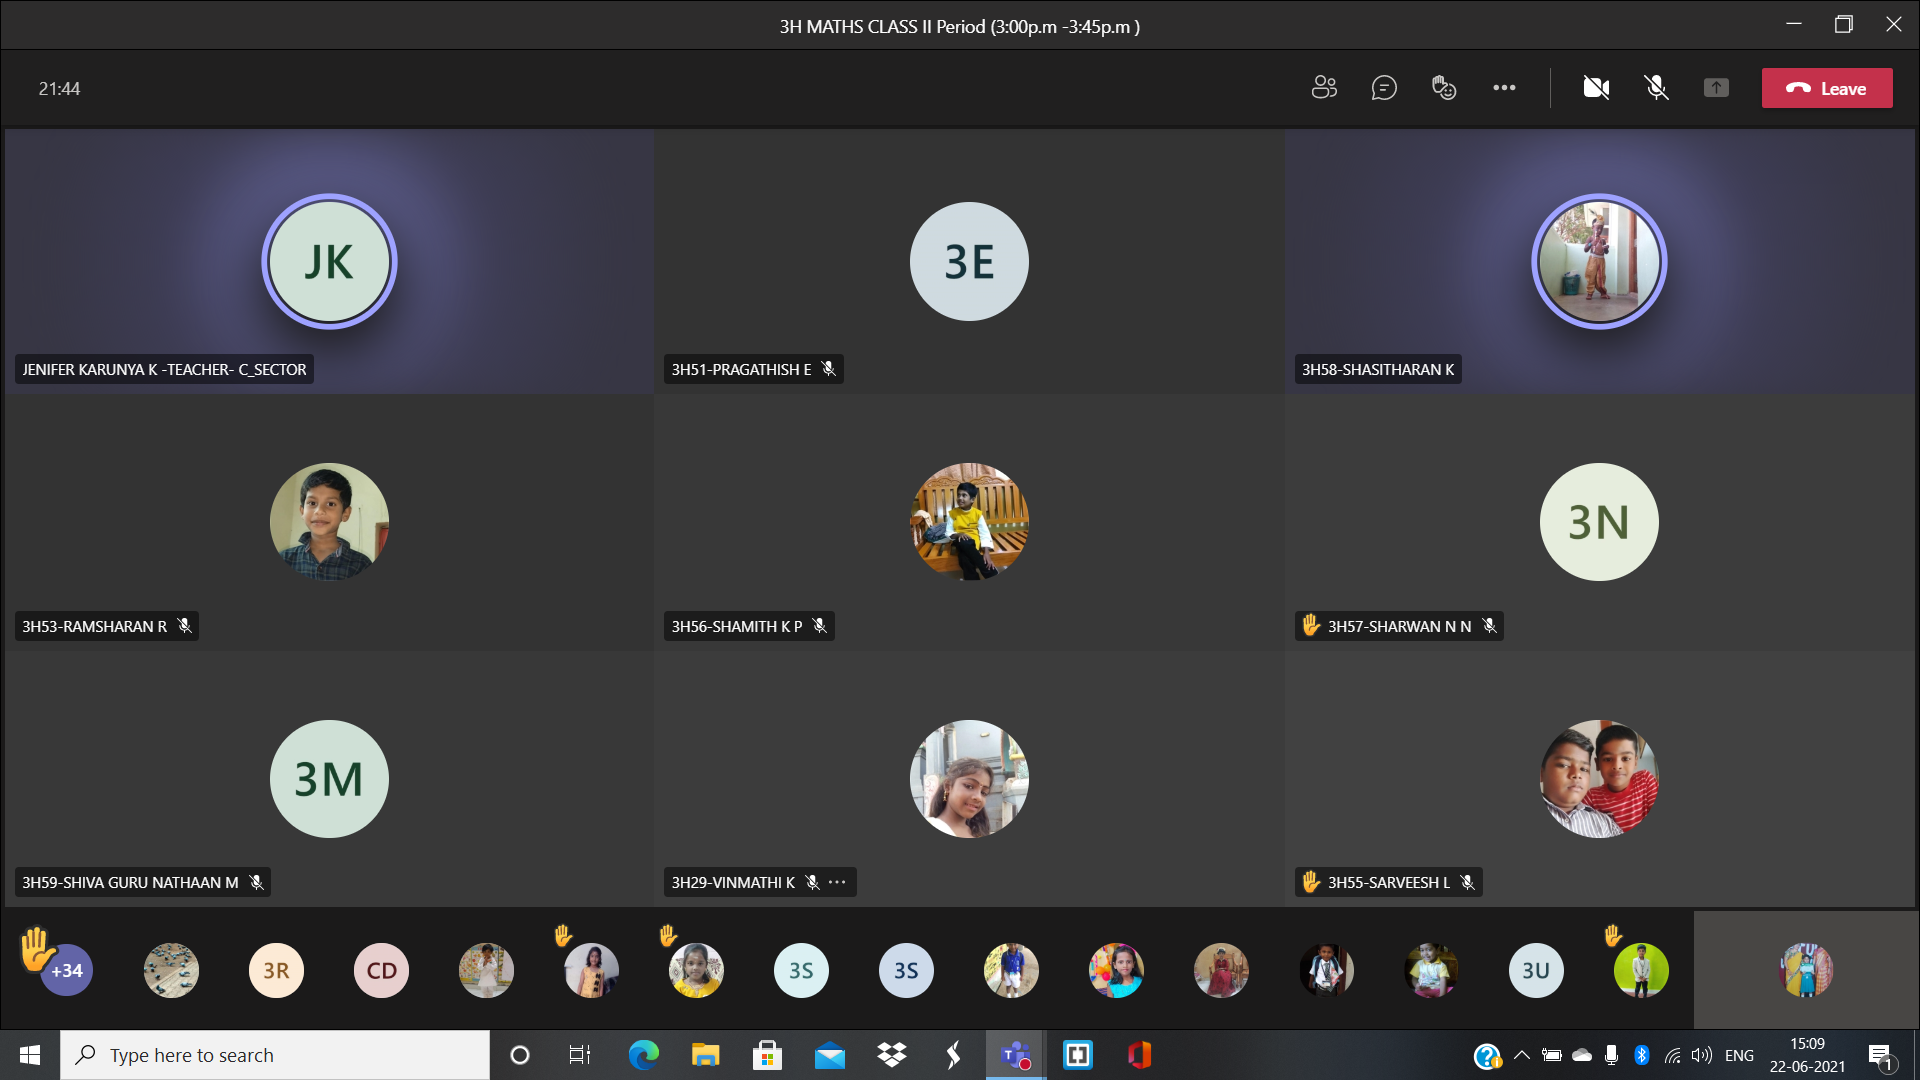 3H MATHS CLASS II Period (3:00p.m -3:45p.m )
21:44
Leave
JK
3E
JENIFER KARUNYA K -TEACHER- C_SECTOR
3H51-PRAGATHISH E
3H58-SHASITHARAN K
3N
3H53-RAMSHARAN R
3H56-SHAMITH K P
3H57-SHARWAN N N
3M
3H59-SHIVA GURU NATHAAN M
3H29-VINMATHI K
3H55-SARVEESH L
+34
3R
CD
3S
3S
3U
Type here to search
ENG
15:09
22-06-2021
1